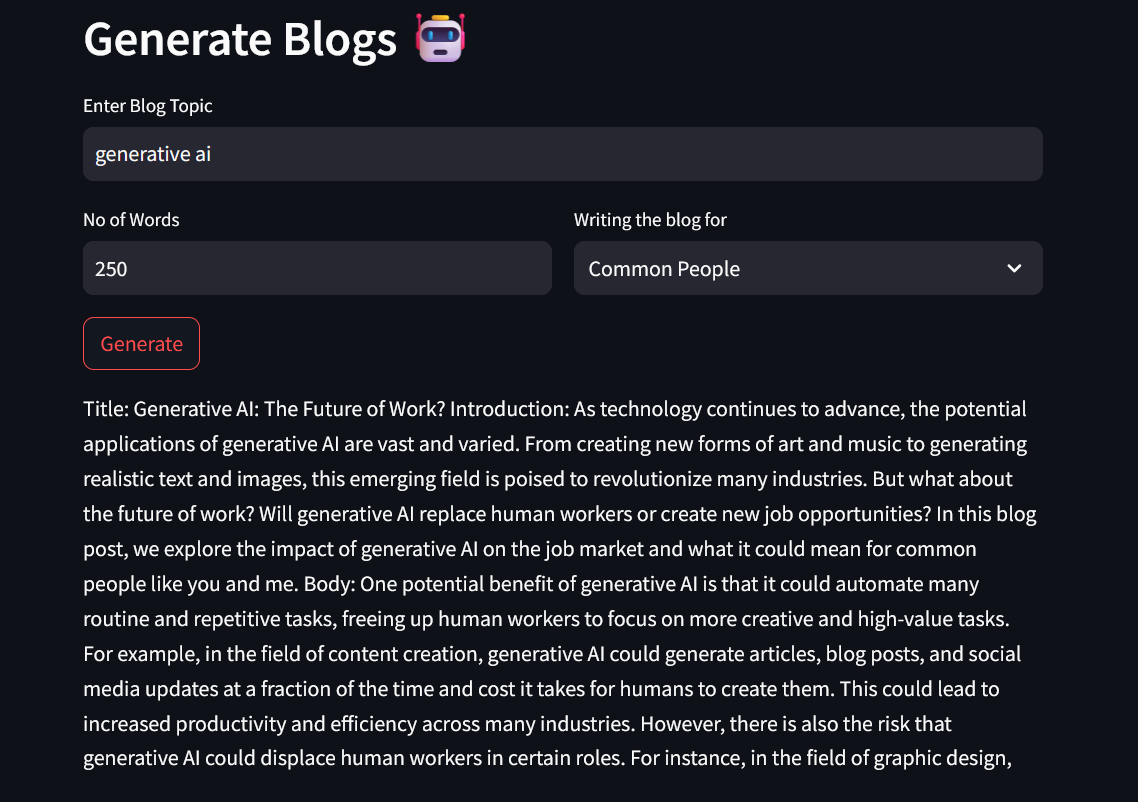 Generate Blogs
Enter Blog Topic
generative ai
No of Words
Writing the blog for
250
Common People
Generate
Title: Generative AI: The Future of Work? Introduction: As technology continues to advance, the potential
applications of generative AI are vast and varied. From creating new forms of art and music to generating
realistic text and images, this emerging field is poised to revolutionize many industries. But what about
the future of work? Will generative AI replace human workers or create new job opportunities? In this blog
post, we explore the impact of generative AI on the job market and what it could mean for common
people like you and me. Body: One potential benefit of generative AI is that it could automate many
routine and repetitive tasks, freeing up human workers to focus on more creative and high-value tasks.
For example, in the field of content creation, generative AI could generate articles, blog posts, and social
media updates at a fraction of the time and cost it takes for humans to create them. This could lead to
increased productivity and efficiency across many industries. However, there is also the risk that
generative AI could displace human workers in certain roles. For instance, in the field of graphic design,